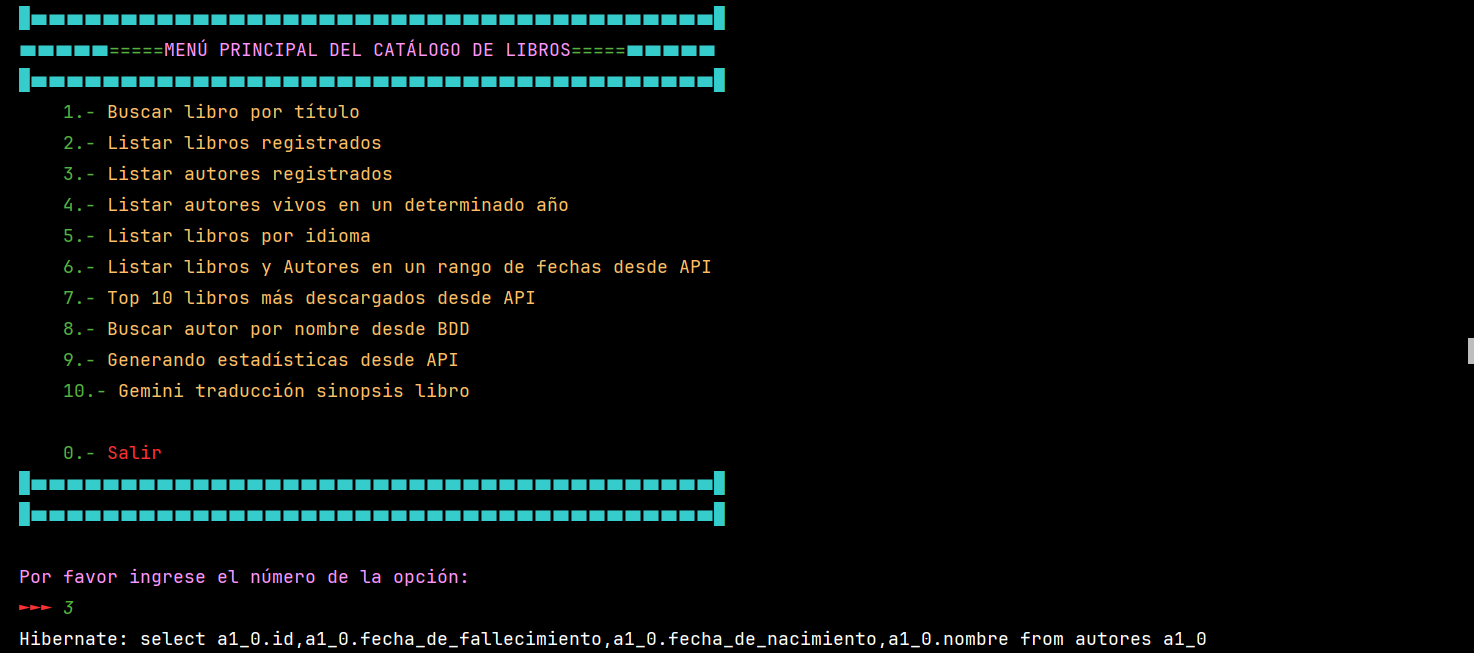 =====MENÚ PRINCIPAL DEL CATÁLOGO DE LIBROS=====
1.- Buscar libro por título
2.- Listar libros registrados
3.- Listar autores registrados
4.- Listar autores vivos en un determinado año
5.- Listar libros por idioma
6.- Listar libros y Autores en un rango de fechas desde API
7.- Top 10 libros más descargados desde API
8.- Buscar autor por nombre desde BDD
9.- Generando estadísticas desde API
10.- Gemini traducción sinopsis libro
0.- Salir
Por favor ingrese el número de la opción:
►►► 3
Hibernate: select a1_0.id,a1_0.fecha_de_fallecimiento,a1_0.fecha_de_nacimiento,a1_0.nombre from autores a1_0